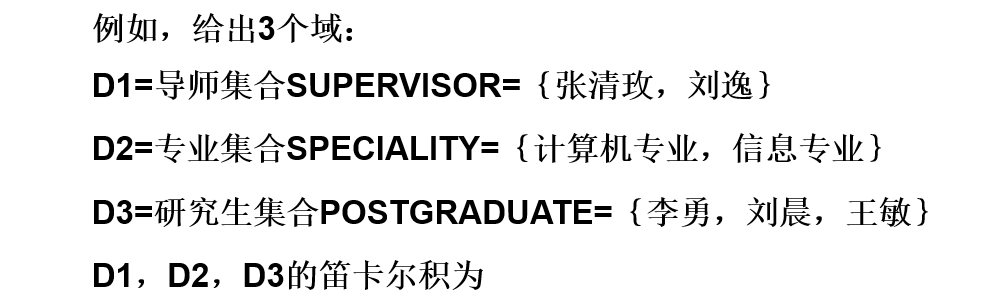 例如，给出3个域：
D1=导师集合SUPERVISOR=｛张清玫，刘逸｝
D2=专业集合SPECIALITY=｛计算机专业，信息专业｝
D3=研究生集合POSTGRADUATE=｛李勇，刘晨，王敏｝
D1，D2，D3的笛卡尔积为